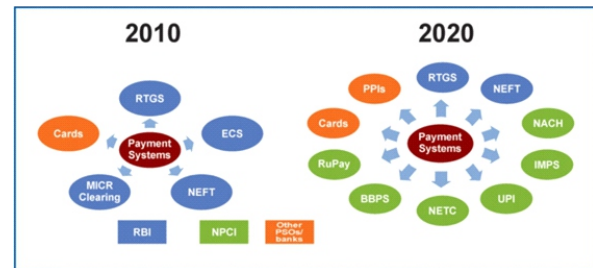 2010
2020
RTGS
Cards
Payment
Systems
ECS
MICR
Clearing
NEFT
RBI
NPCI
Other
PSOs/
banks
PPIs
RTGS
NEFT
Cards
Payment
Systems
NACH
RuPay
IMPS
BBPS
NETC
UPI